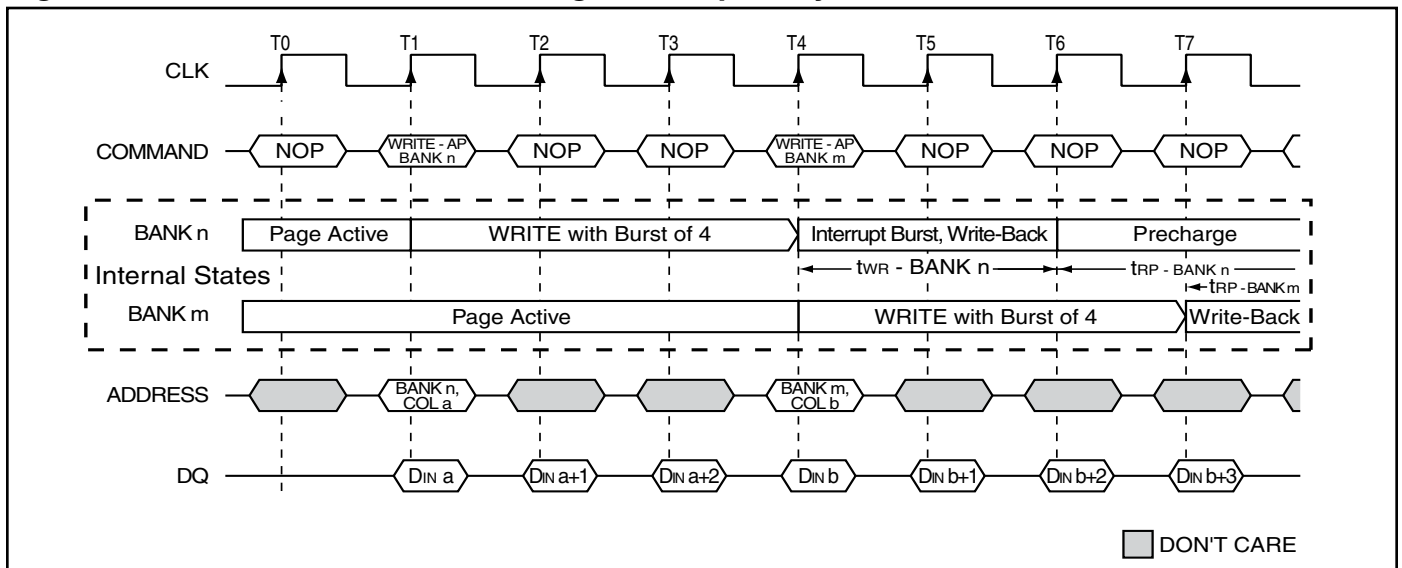 T0 T1 T2 T3 T4 T5 T6 T7
CLK
COMMAND NOP WRITE - AP BANK n NOP NOP WRITE - AP BANK m NOP NOP NOP
BANK n Page Active WRITE with Burst of 4 Interrupt Burst, Write-Back Precharge
tWR - BANK n tRP - BANK n
Internal States
tRP - BANK m
BANK m Page Active WRITE with Burst of 4 Write-Back
ADDRESS BANK n, COL a BANK m, COL b
DQ DIN a DIN a+1 DIN a+2 DIN b DIN b+1 DIN b+2 DIN b+3
DON'T CARE